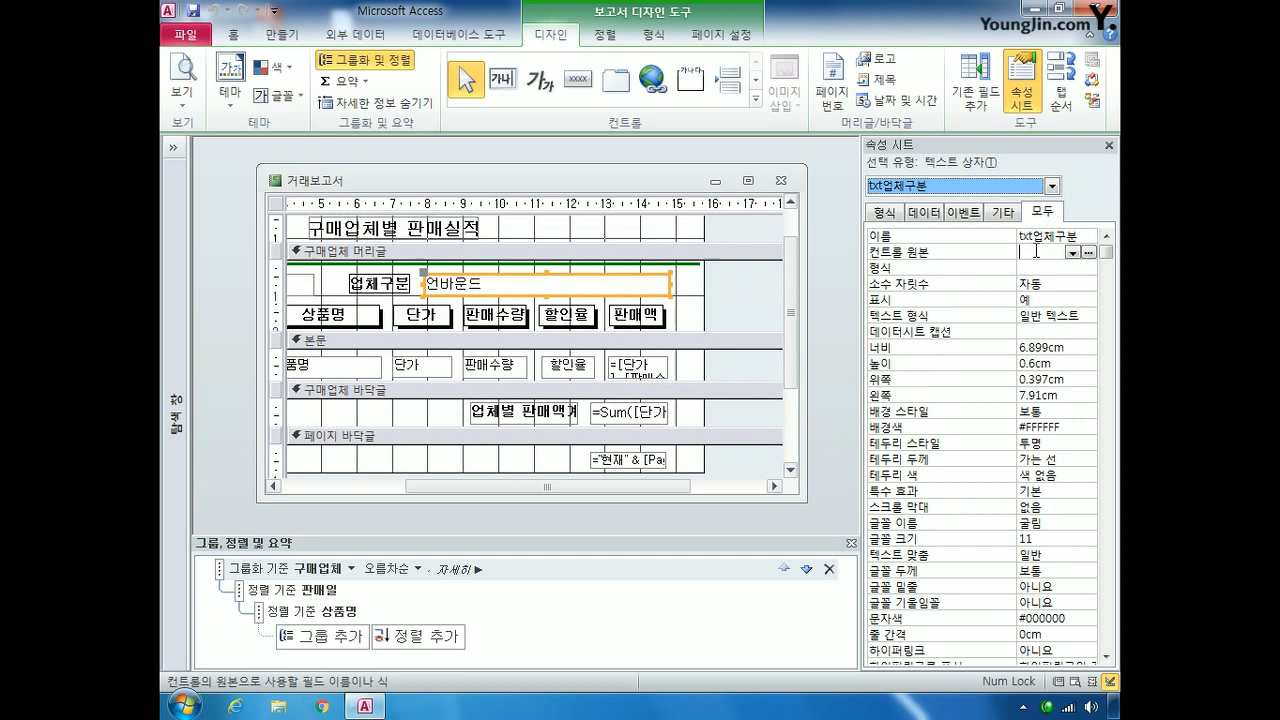 Microsoft Access
보고서 디자인 도구
Younglin.com Y.
파일 홈 만들기 외부 데이터 데이터베이스 도구 디자인 정렬 형식 페이지 설정
보기
보기
테마
색
글꼴
테마
그룹화 및 정렬
Σ 요약
자세한 정보 숨기기
그룹화 및 요약
가나 가가 xxxx 가나다
컨트롤
이미지 삽입
페이지 번호
로고
제목
날짜 및 시간
머리글/바닥글
기존 필드 추가
속성 시트
탭 순서
도구
거래보고서
5 6 7 8 9 10 11 12 13 14 15 16 17 1
구매업체별 판매실적
구매업체 머리글
업체구분 언바운드
상품명 단가 판매수량 할인율 판매액
본문
품명 단가 판매수량 할인율 =[단가
구매업체 바닥글
업체별 판매액 =Sum([단가
페이지 바닥글
="현재" & [Pa
그룹, 정렬 및 요약
그룹화 기준 구매업체 오름차순 , 자세히
정렬 기준 판매일
정렬 기준 상품명
그룹 추가 정렬 추가
탐색 창
속성 시트
선택 유형: 텍스트 상자(T)
txt업체구분
형식 데이터 이벤트 기타 모두
이름 txt업체구분
컨트롤 원본
형식
소수 자릿수 자동
표시 예
텍스트 형식 일반 텍스트
데이터시트 캡션
너비 6.899cm
높이 0.6cm
위쪽 0.397cm
왼쪽 7.91cm
배경 스타일 보통
배경색 #FFFFFF
테두리 스타일 투명
테두리 두께 가는 선
테두리 색 색 없음
특수 효과 기본
스크롤 막대 없음
글꼴 이름 굴림
글꼴 크기 11
텍스트 맞춤 일반
글꼴 두께 보통
글꼴 밑줄 아니요
글꼴 기울임꼴 아니요
문자색 #000000
줄 간격 0cm
하이퍼링크 아니요
컨트롤의 원본으로 사용할 필드 이름이나 식
Num Lock